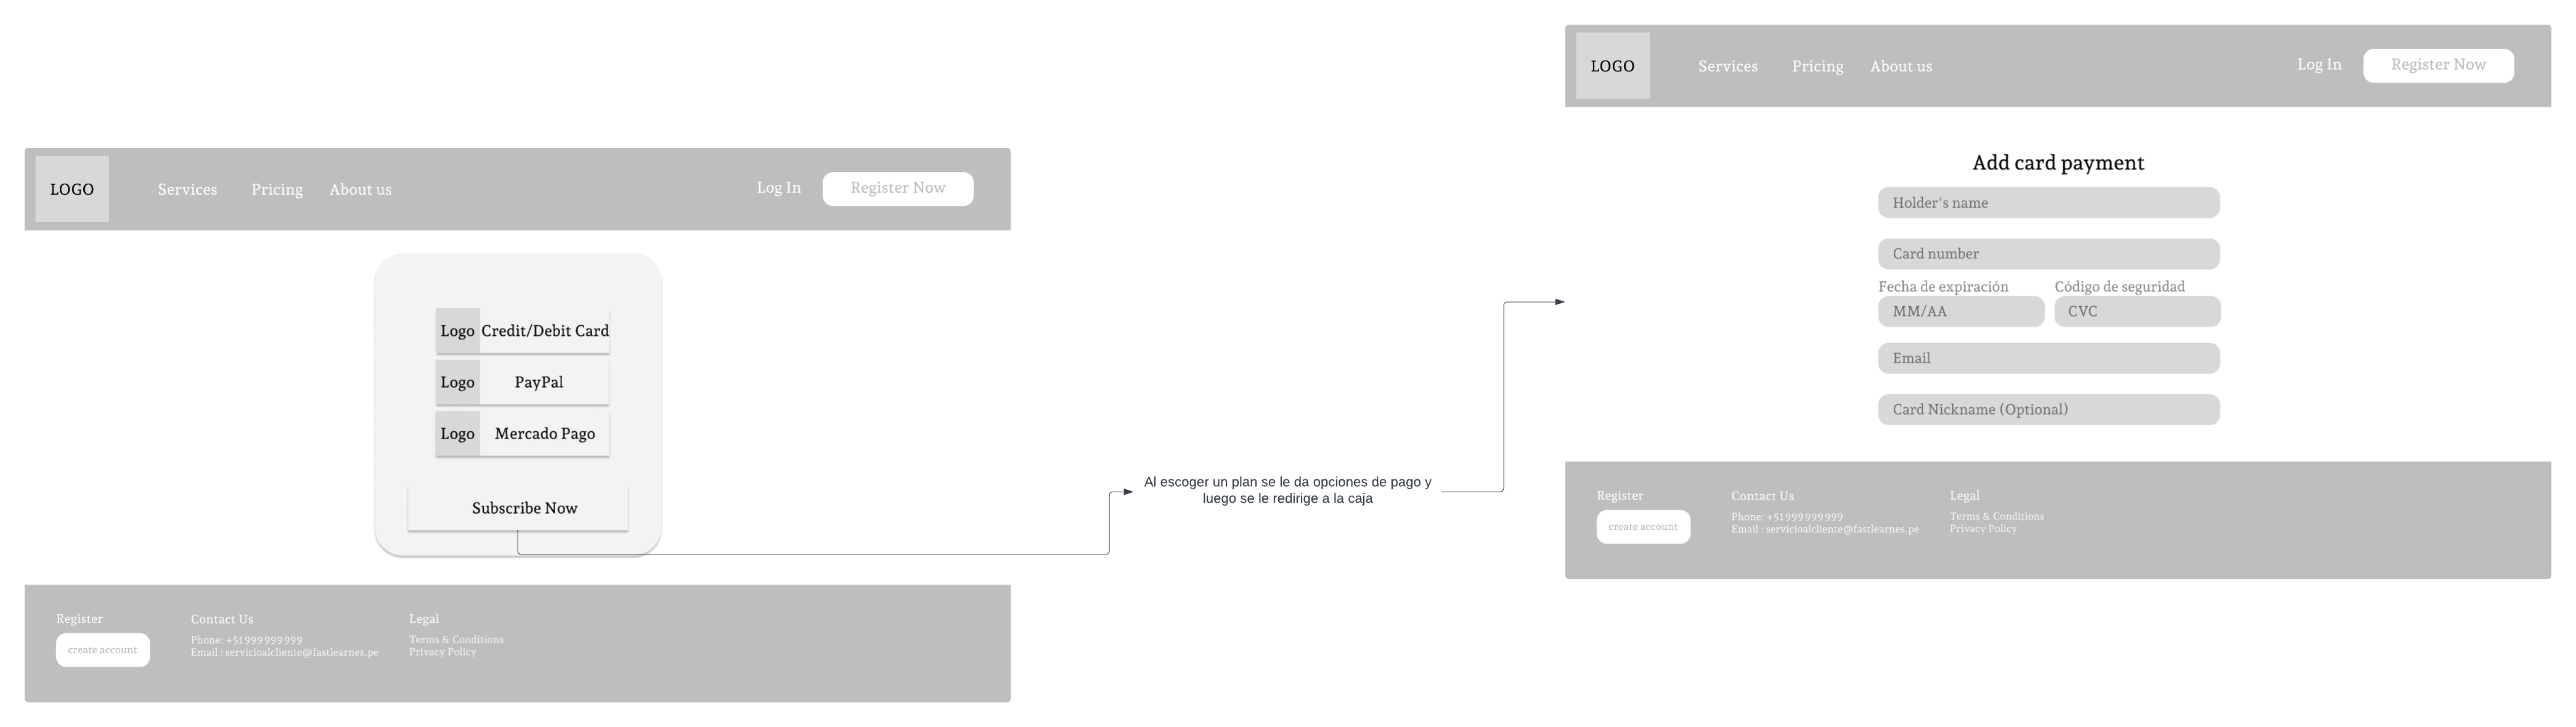 LOGO
Services Pricing About us
Log In Register Now
Logo Credit/Debit Card
Logo PayPal
Logo Mercado Pago
Subscribe Now
Register
create account
Contact Us
Phone: +51999999999
Email : servicioalcliente@fastlearnes.pe
Legal
Terms & Conditions
Privacy Policy
Al escoger un plan se le da opciones de pago y
luego se le redirige a la caja
LOGO
Services Pricing About us
Log In Register Now
Add card payment
Holder's name
Card number
Fecha de expiración Código de seguridad
MM/AA CVC
Email
Card Nickname (Optional)
Register
create account
Contact Us
Phone: +51999999999
Email : servicioalcliente@fastlearnes.pe
Legal
Terms & Conditions
Privacy Policy